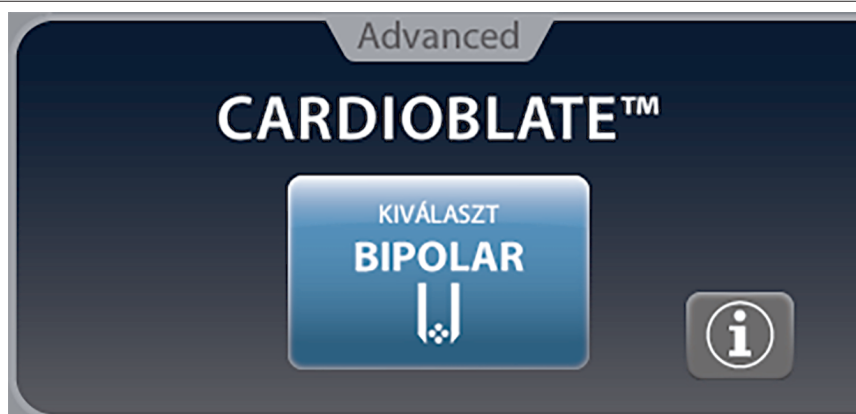 Advanced
CARDIOBLATE™
KIVÁLASZT
BIPOLAR
i